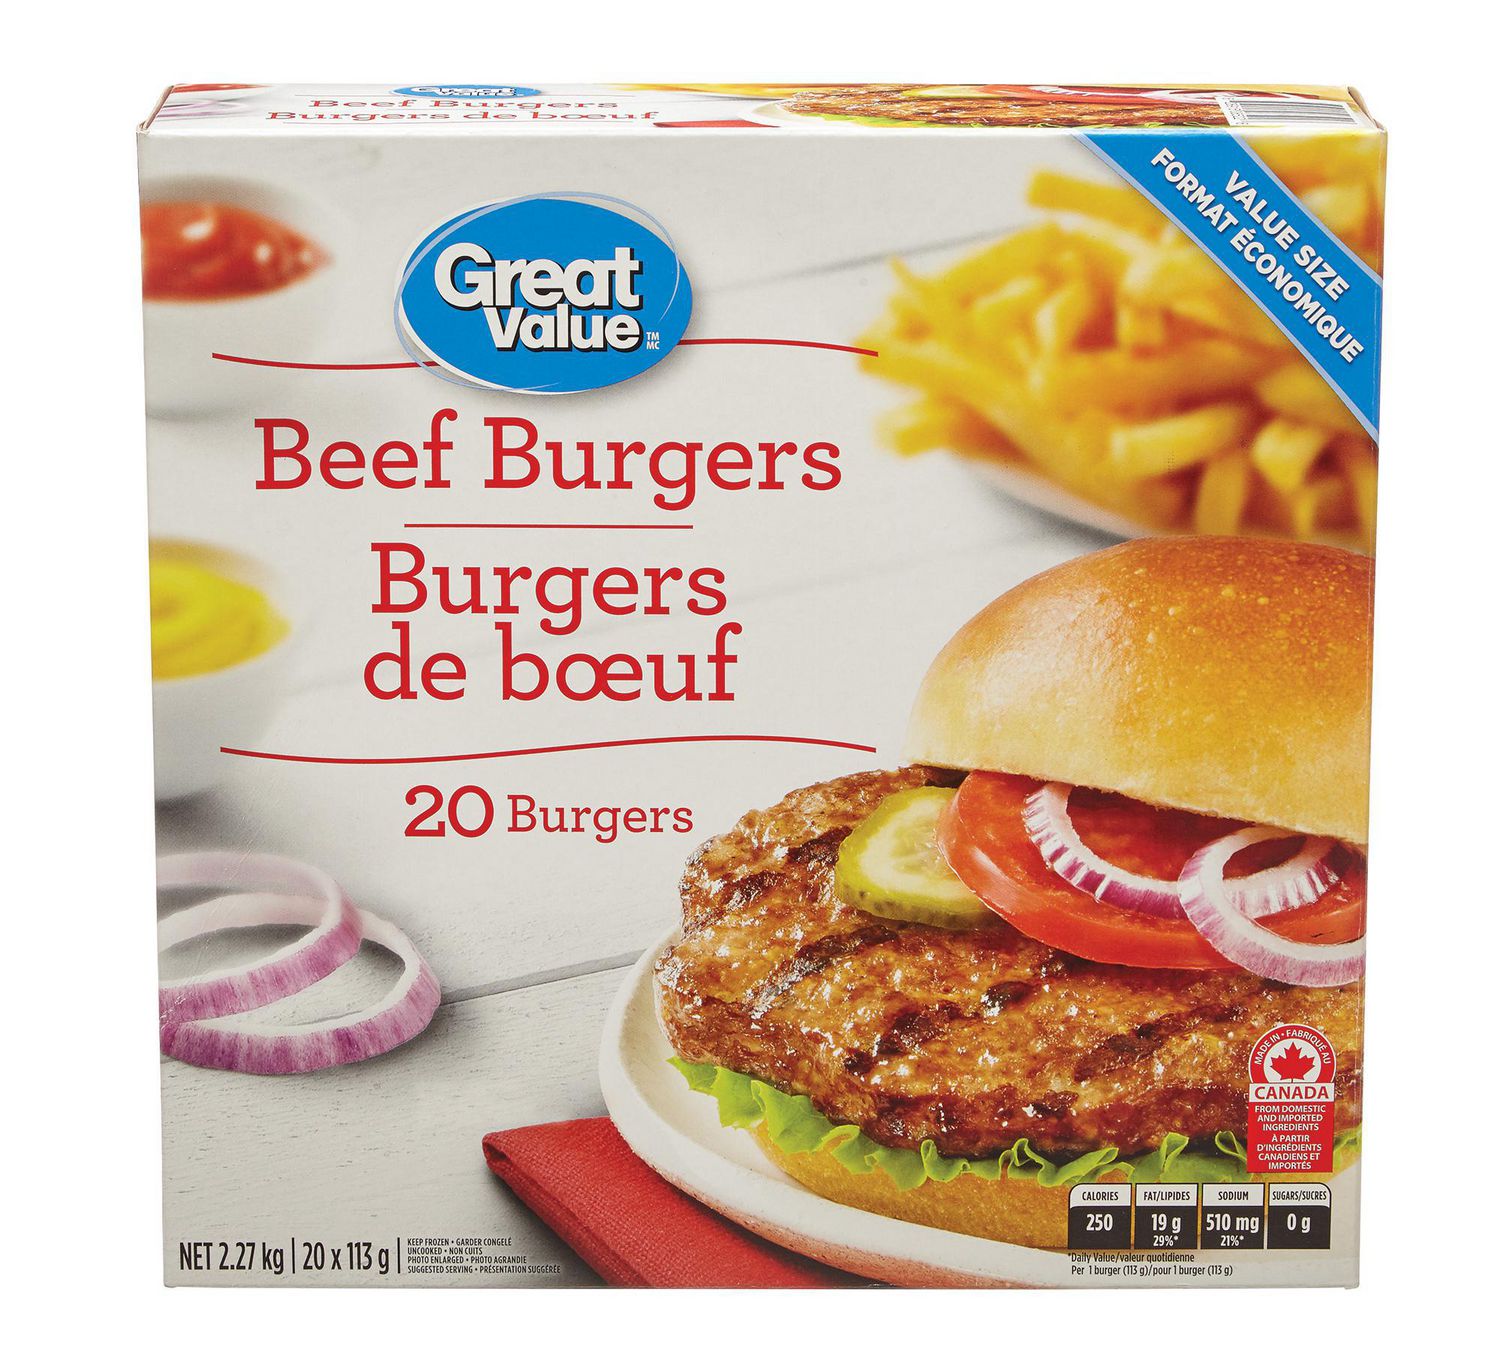 Great Value
Beef Burgers
Burgers de bœuf
VALUE SIZE
FORMAT ÉCONOMIQUE
Great
Value
TM
MC
Beef Burgers
Burgers
de bœuf
20 Burgers
MADE IN • FABRIQUÉ AU
CANADA
FROM DOMESTIC
AND IMPORTED
INGREDIENTS
À PARTIR
D'INGRÉDIENTS
CANADIENS ET
IMPORTÉS
CALORIES
250
FAT/LIPIDES
19 g
29%*
SODIUM
510 mg
21%*
SUGARS/SUCRES
0 g
*Daily Value/valeur quotidienne
Per 1 burger (113 g)/pour 1 burger (113 g)
NET 2.27 kg | 20 x 113 g
KEEP FROZEN • GARDER CONGELÉ
UNCOOKED • NON CUITS
PHOTO ENLARGED • PHOTO AGRANDIE
SUGGESTED SERVING • PRÉSENTATION SUGGÉRÉE